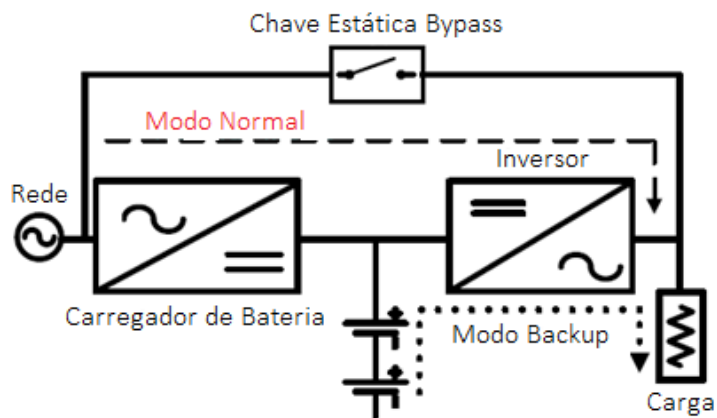 Chave Estática Bypass
Modo Normal
Inversor
Rede
Carregador de Bateria
Modo Backup
Carga